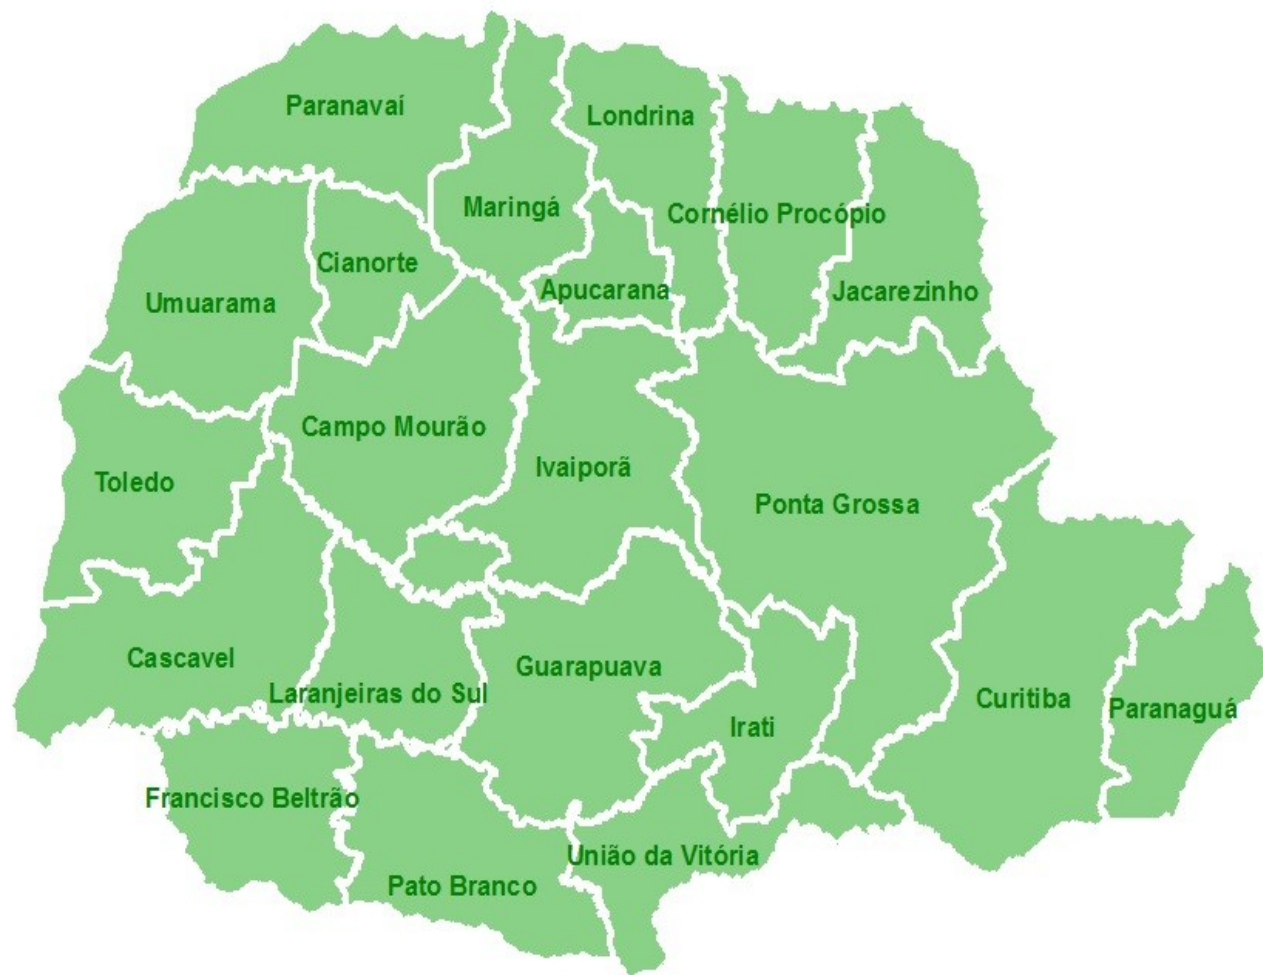 Paranavaí
Londrina
Maringá
Cornélio Procópio
Cianorte
Apucarana
Jacarezinho
Umuarama
Campo Mourão
Ivaiporã
Toledo
Ponta Grossa
Cascavel
Guarapuava
Laranjeiras do Sul
Curitiba
Paranaguá
Irati
Francisco Beltrão
União da Vitória
Pato Branco